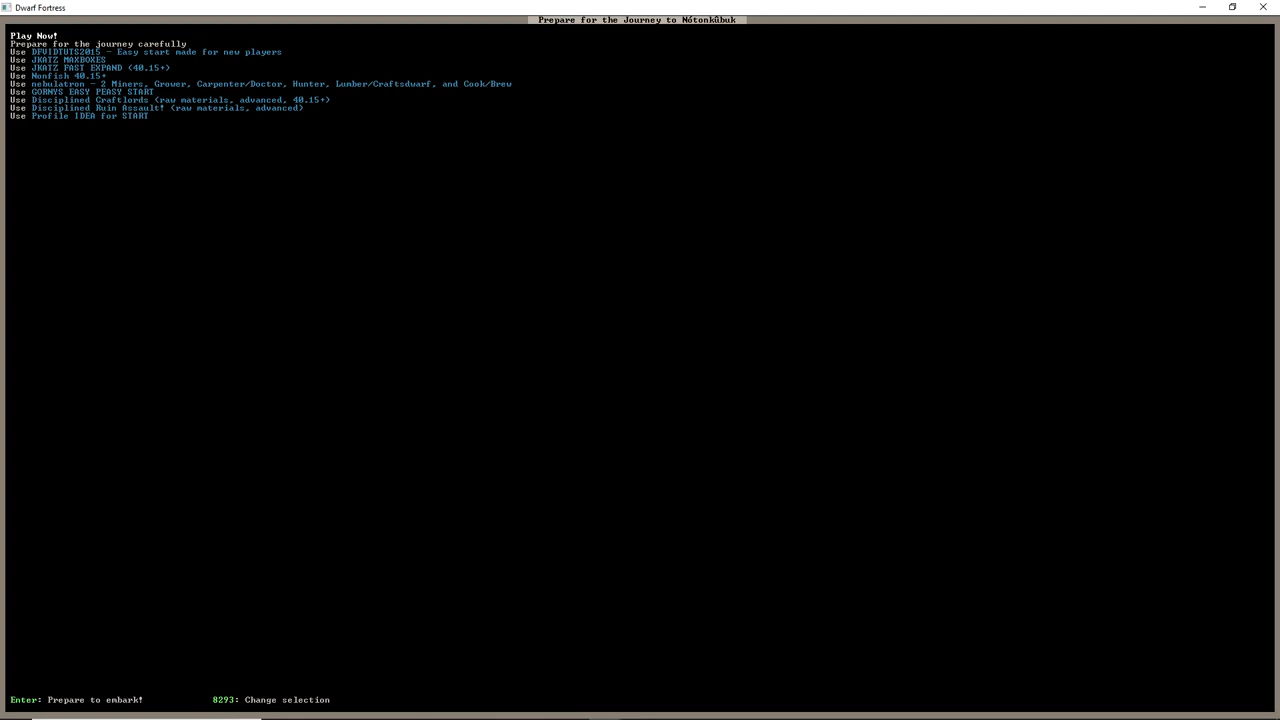 Dwarf Fortress
Prepare for the Journey to Nótonkûbuk
Play Now!
Prepare for the journey carefully
Use DFVIDTUTS2015 - Easy start made for new players
Use JKATZ MAXBOXES
Use JKATZ FAST EXPAND (40.15+)
Use Nonfish 40.15+
Use nebulatron - 2 Miners, Grower, Carpenter/Doctor, Hunter, Lumber/Craftsdwarf, and Cook/Brew
Use GORNYS EASY PEASY START
Use Disciplined Craftlords (raw materials, advanced, 40.15+)
Use Disciplined Ruin Assault! (raw materials, advanced)
Use Profile IDEA for START
Enter: Prepare to embark! 8293: Change selection